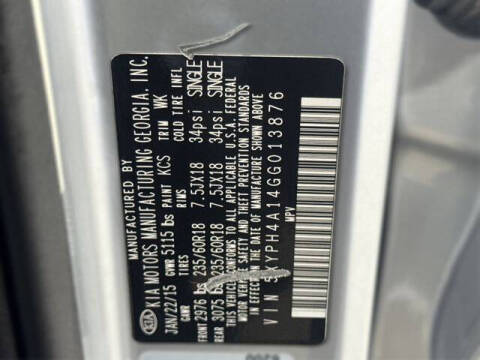 MANUFACTURED BY
KIA KIA MOTORS MANUFACTURING GEORGIA, INC.
JAN/22/15 GVWR 5115 lbs PAINT KCS TRIM WK
GAWR TIRES RIMS COLD TIRE INFL
FRONT 2976 lbs 235/60R18 7.5JX18 34psi SINGLE
REAR 3075 lbs 235/60R18 7.5JX18 34psi SINGLE
THIS VEHICLE CONFORMS TO ALL APPLICABLE U.S.A. FEDERAL
MOTOR VEHICLE SAFETY AND THEFT PREVENTION STANDARDS
IN EFFECT ON THE DATE OF MANUFACTURE SHOWN ABOVE
VIN 5XYPH4A14GG013876
MPV